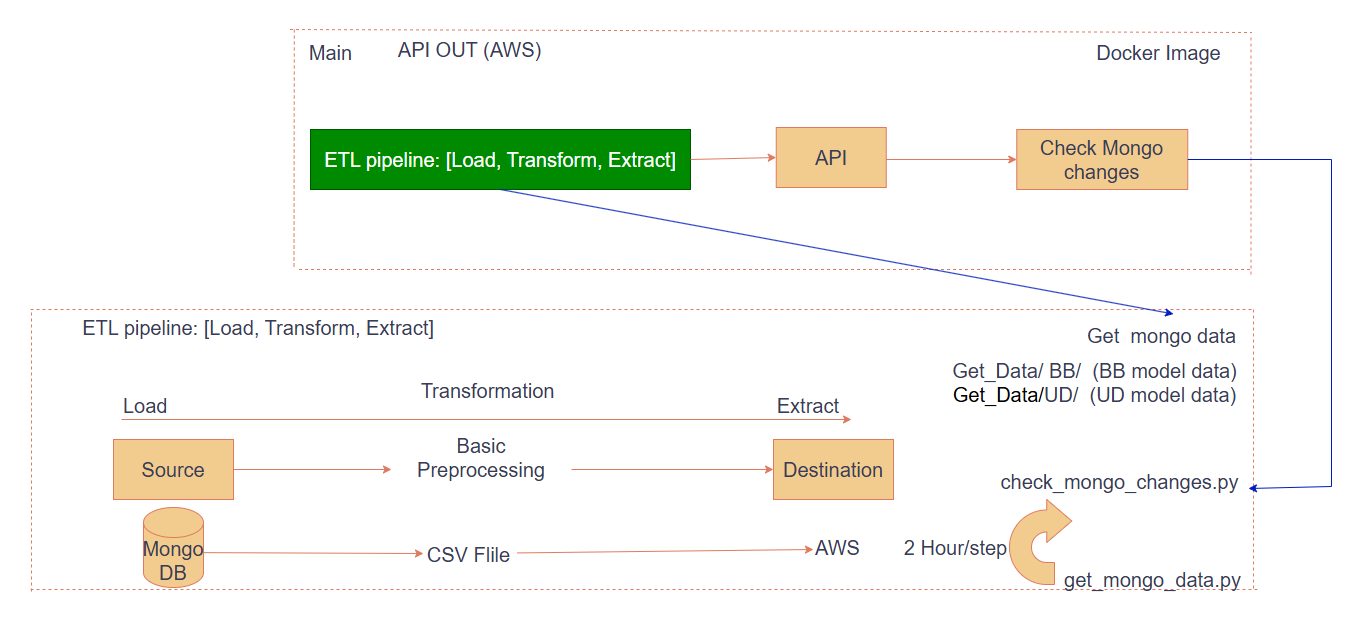 Main
API OUT (AWS)
Docker Image
ETL pipeline: [Load, Transform, Extract]
API
Check Mongo
changes
ETL pipeline: [Load, Transform, Extract]
Get mongo data
Get_Data/ BB/ (BB model data)
Get_Data/UD/ (UD model data)
Transformation
Load
Extract
Source
Basic
Preprocessing
Destination
check_mongo_changes.py
Mongo
DB
CSV Flile
AWS
2 Hour/step
get_mongo_data.py